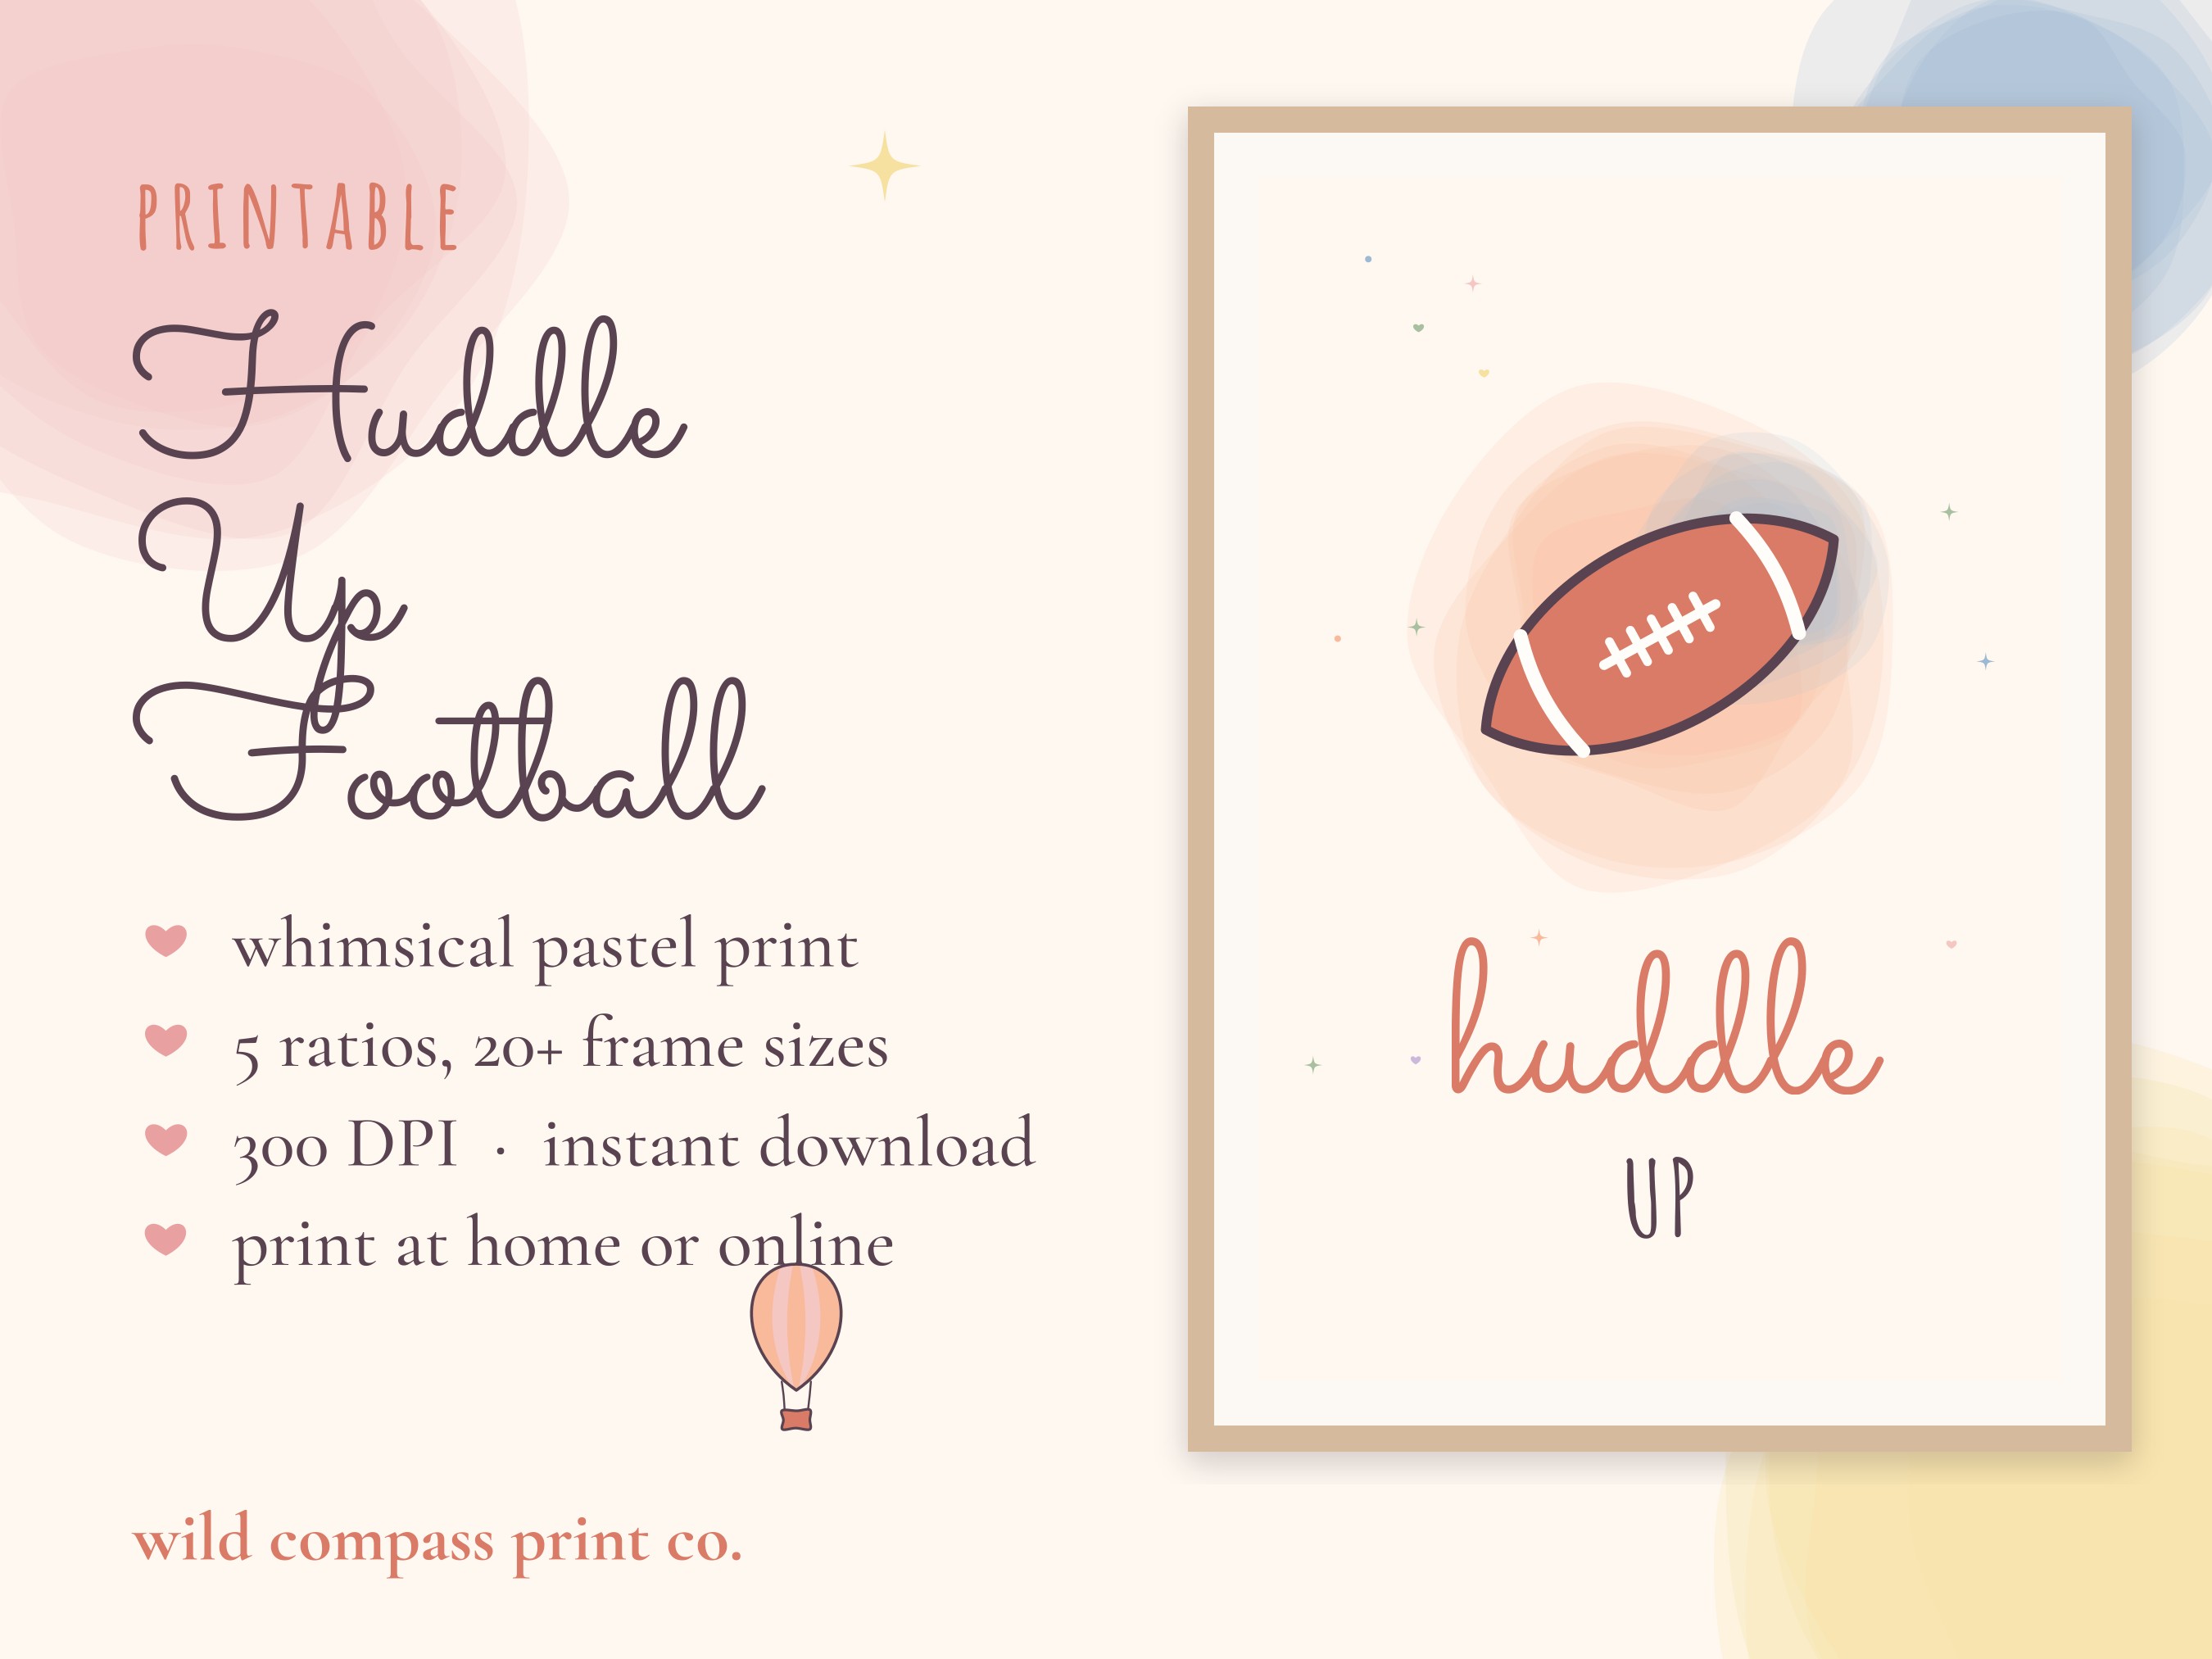 PRINTABLE
Huddle
Up
Football
whimsical pastel print
5 ratios, 20+ frame sizes
300 DPI · instant download
print at home or online
wild compass print co.
huddle
UP